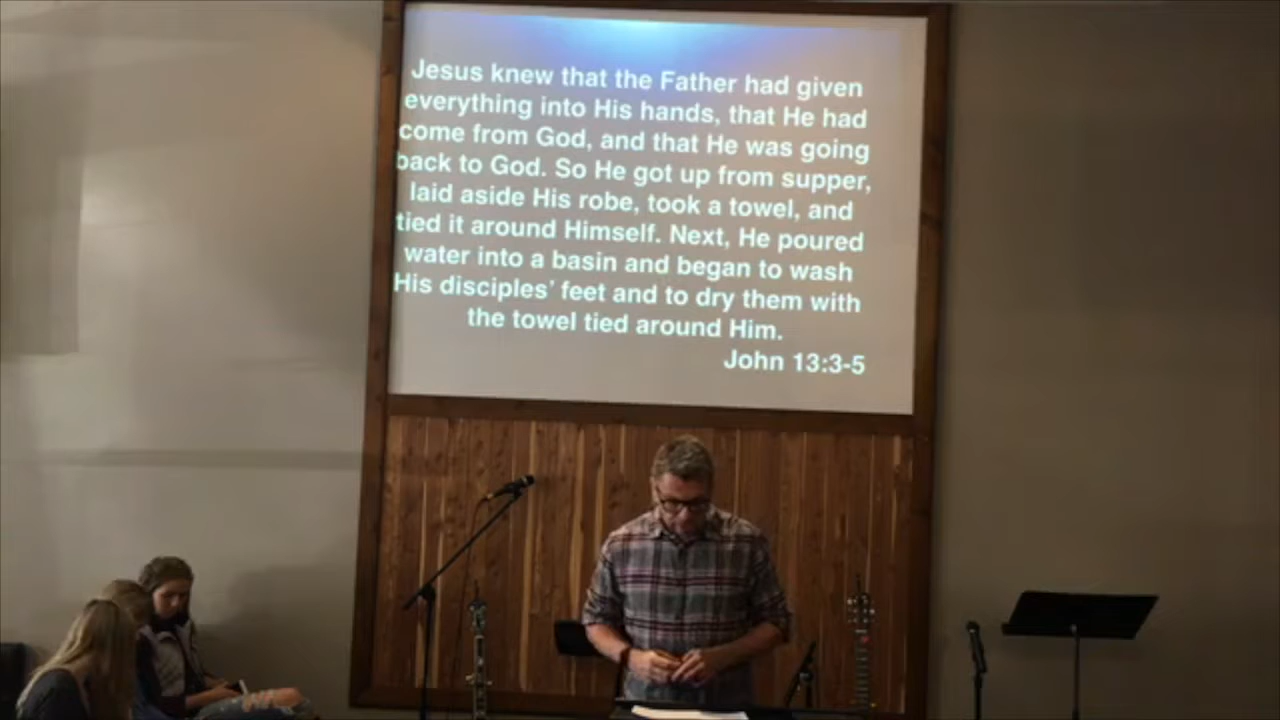 Jesus knew that the Father had given
everything into His hands, that He had
come from God, and that He was going
back to God. So He got up from supper,
laid aside His robe, took a towel, and
tied it around Himself. Next, He poured
water into a basin and began to wash
His disciples’ feet and to dry them with
the towel tied around Him.
John 13:3-5